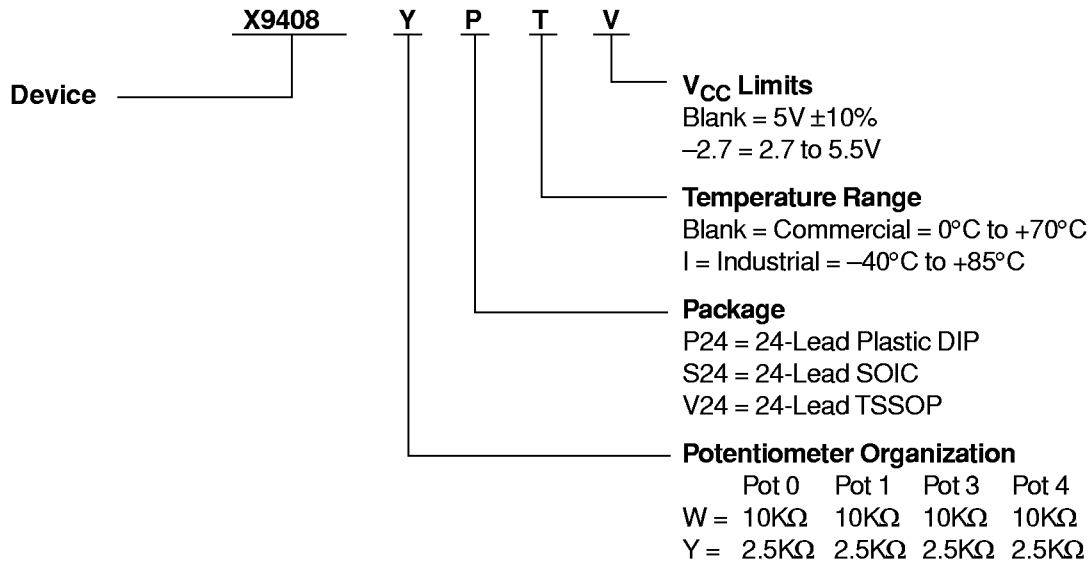 X9408 Y P T V
Device
VCC Limits
Blank = 5V ±10%
–2.7 = 2.7 to 5.5V
Temperature Range
Blank = Commercial = 0°C to +70°C
I = Industrial = –40°C to +85°C
Package
P24 = 24-Lead Plastic DIP
S24 = 24-Lead SOIC
V24 = 24-Lead TSSOP
Potentiometer Organization
Pot 0 Pot 1 Pot 3 Pot 4
W = 10KΩ 10KΩ 10KΩ 10KΩ
Y = 2.5KΩ 2.5KΩ 2.5KΩ 2.5KΩ